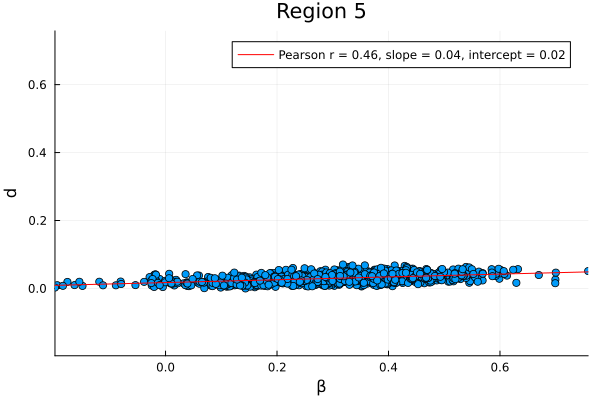 Region 5
Pearson r = 0.46, slope = 0.04, intercept = 0.02
d
0.6
0.4
0.2
0.0
0.0 0.2 0.4 0.6
β